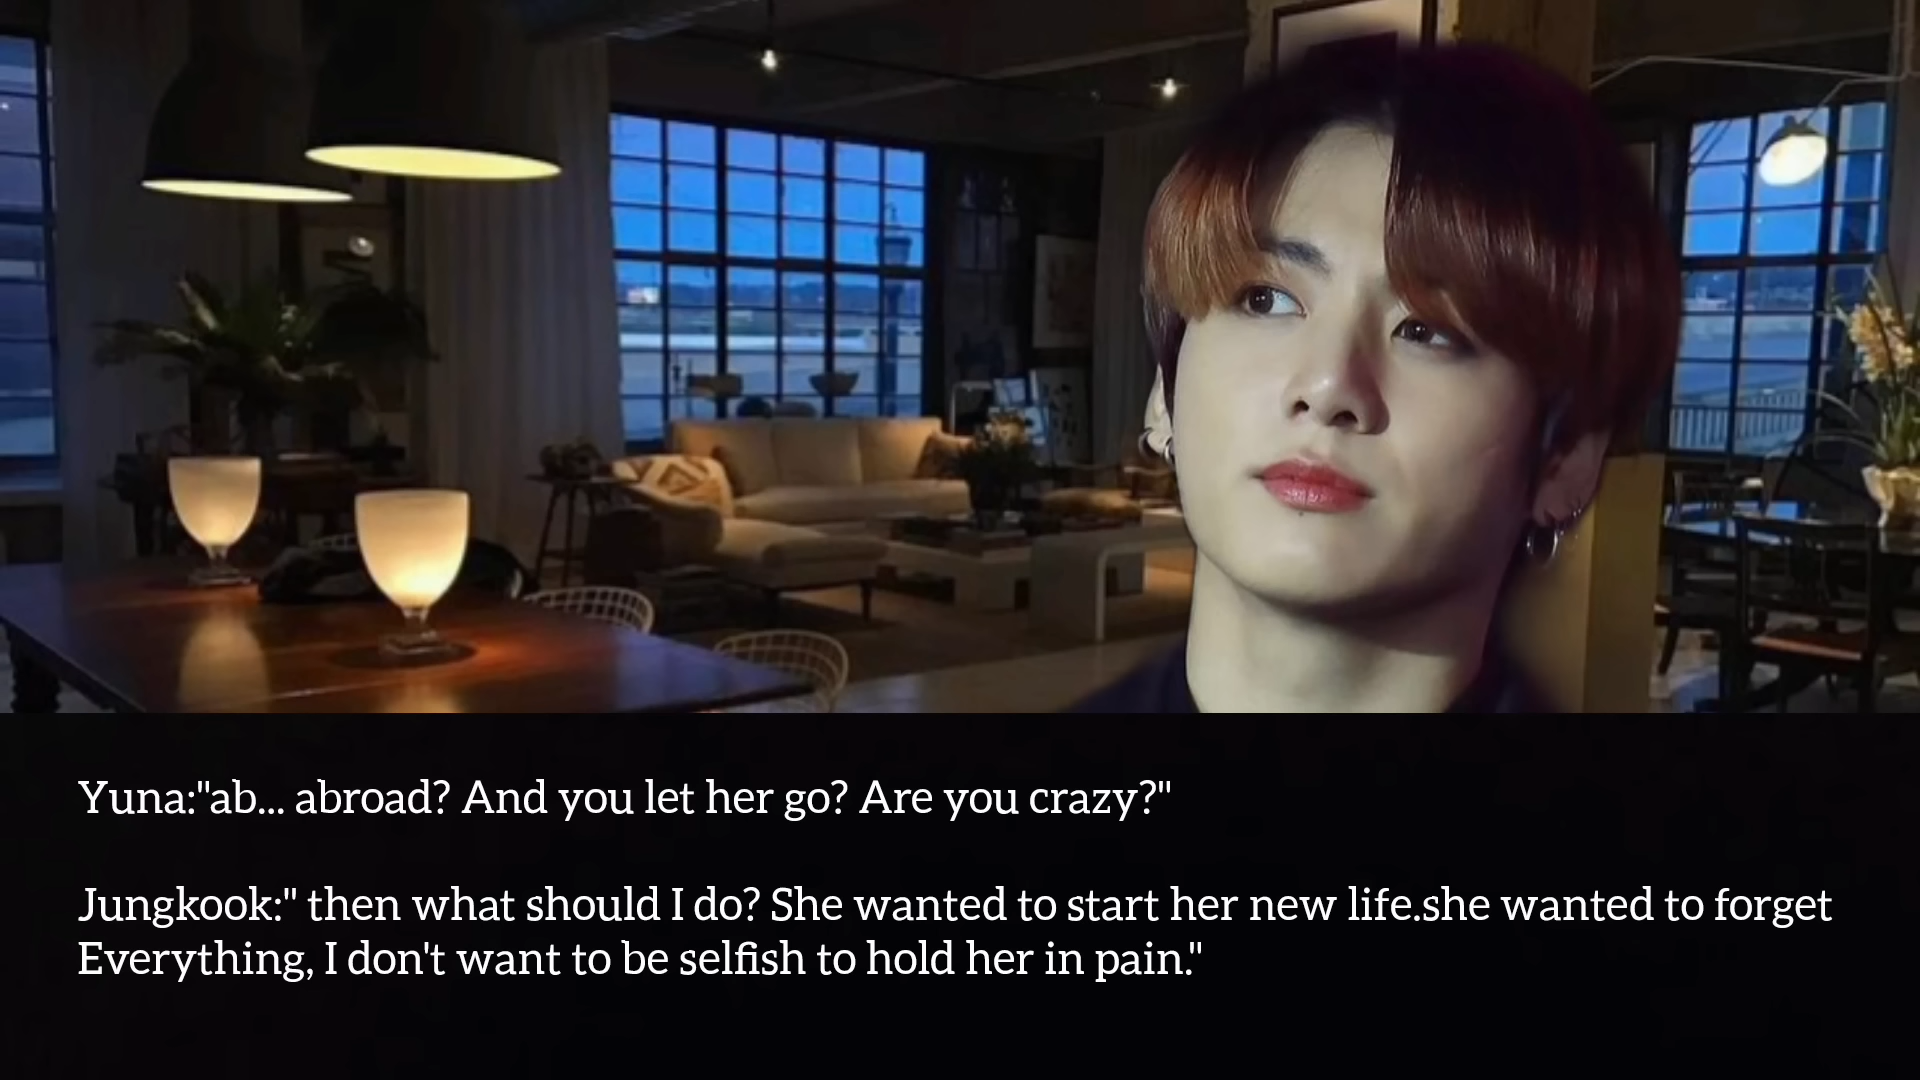 Yuna:"ab... abroad? And you let her go? Are you crazy?"
Jungkook:" then what should I do? She wanted to start her new life.she wanted to forget
Everything, I don't want to be selfish to hold her in pain."